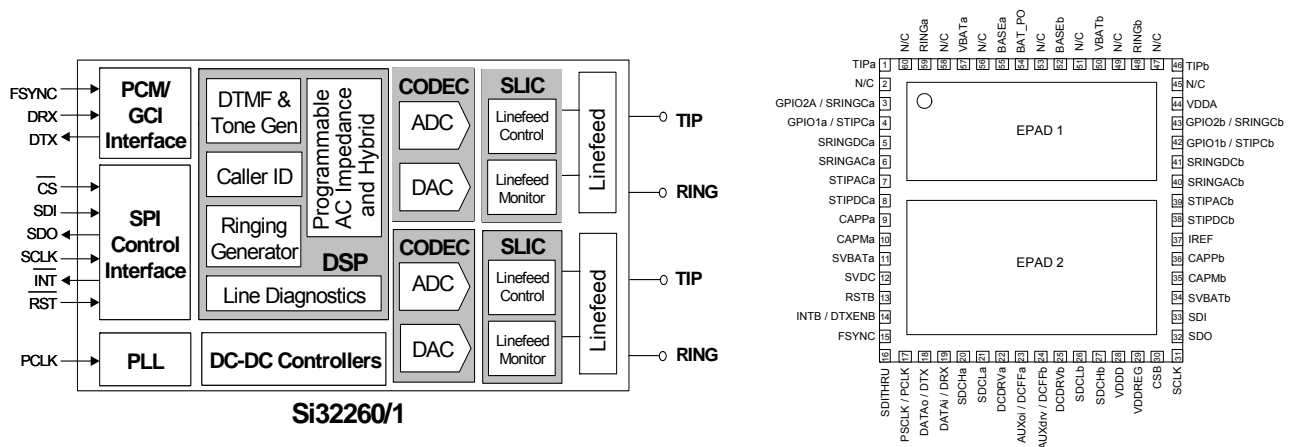 FSYNC
DRX
DTX
PCM/
GCI
Interface
CS
SDI
SDO
SCLK
INT
RST
SPI
Control
Interface
PCLK
PLL
DTMF &
Tone Gen
Caller ID
Ringing
Generator
Programmable
AC Impedance
and Hybrid
DSP
Line Diagnostics
DC-DC Controllers
CODEC
ADC
DAC
SLIC
Linefeed
Control
Linefeed
Monitor
Linefeed
TIP
RING
CODEC
ADC
DAC
SLIC
Linefeed
Control
Linefeed
Monitor
Linefeed
TIP
RING
Si32260/1
N/C
RINGa
N/C
VBATa
N/C
BASEa
BAT_PO
N/C
BASEb
N/C
VBATb
N/C
RINGb
N/C
60
59
58
57
56
55
54
53
52
51
50
49
48
47
TIPa 1
N/C 2
GPIO2A / SRINGCa 3
GPIO1a / STIPCa 4
SRINGDCa 5
SRINGACa 6
STIPACa 7
STIPDCa 8
CAPPa 9
CAPMa 10
SVBATa 11
SVDC 12
RSTB 13
INTB / DTXENB 14
FSYNC 15
EPAD 1
EPAD 2
46 TIPb
45 N/C
44 VDDA
43 GPIO2b / SRINGCb
42 GPIO1b / STIPCb
41 SRINGDCb
40 SRINGACb
39 STIPACb
38 STIPDCb
37 IREF
36 CAPPb
35 CAPMb
34 SVBATb
33 SDI
32 SDO
16
17
18
19
20
21
22
23
24
25
26
27
28
29
30
31
SDITHRU
PSCLK / PCLK
DATAo / DTX
DATAi / DRX
SDCHa
SDCLa
DCDRVa
AUXoi / DCFFa
AUXdrv / DCFFb
DCDRVb
SDCLb
SDCHb
VDDD
VDDREG
CSB
SCLK